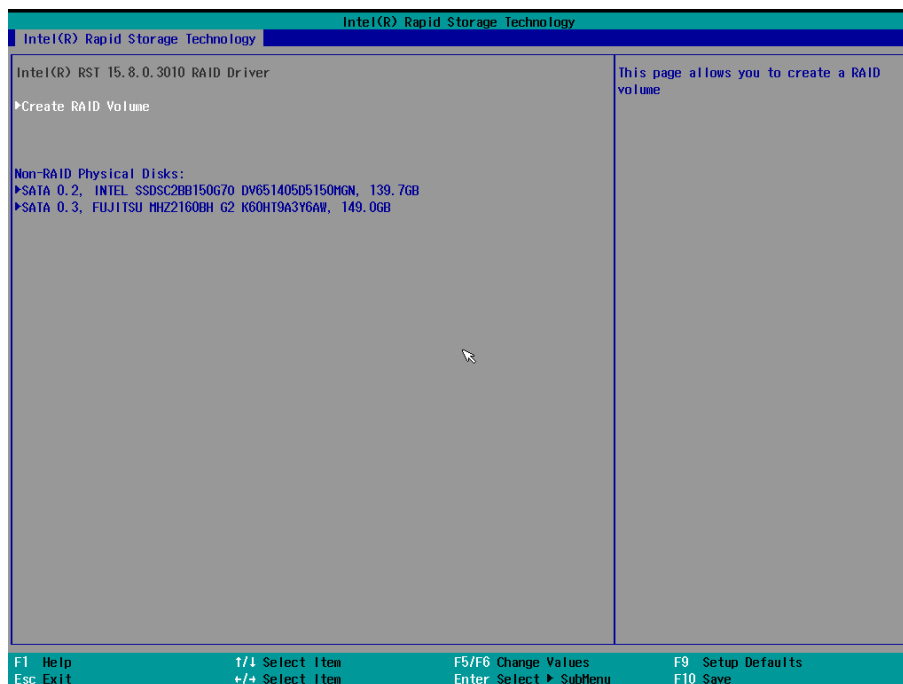 Intel(R) Rapid Storage Technology
Intel(R) Rapid Storage Technology
Intel(R) RST 15.8.0.3010 RAID Driver
This page allows you to create a RAID
volume
▶Create RAID Volume
Non-RAID Physical Disks:
▶SATA 0.2, INTEL SSDSC2BB150G70 DV651405D5150MGN, 139.7GB
▶SATA 0.3, FUJITSU MHZ2160BH G2 K60HT9A3Y6AW, 149.0GB
F1 Help ↑/↓ Select Item F5/F6 Change Values F9 Setup Defaults
Esc Exit ←/→ Select Item Enter Select ▶ SubMenu F10 Save